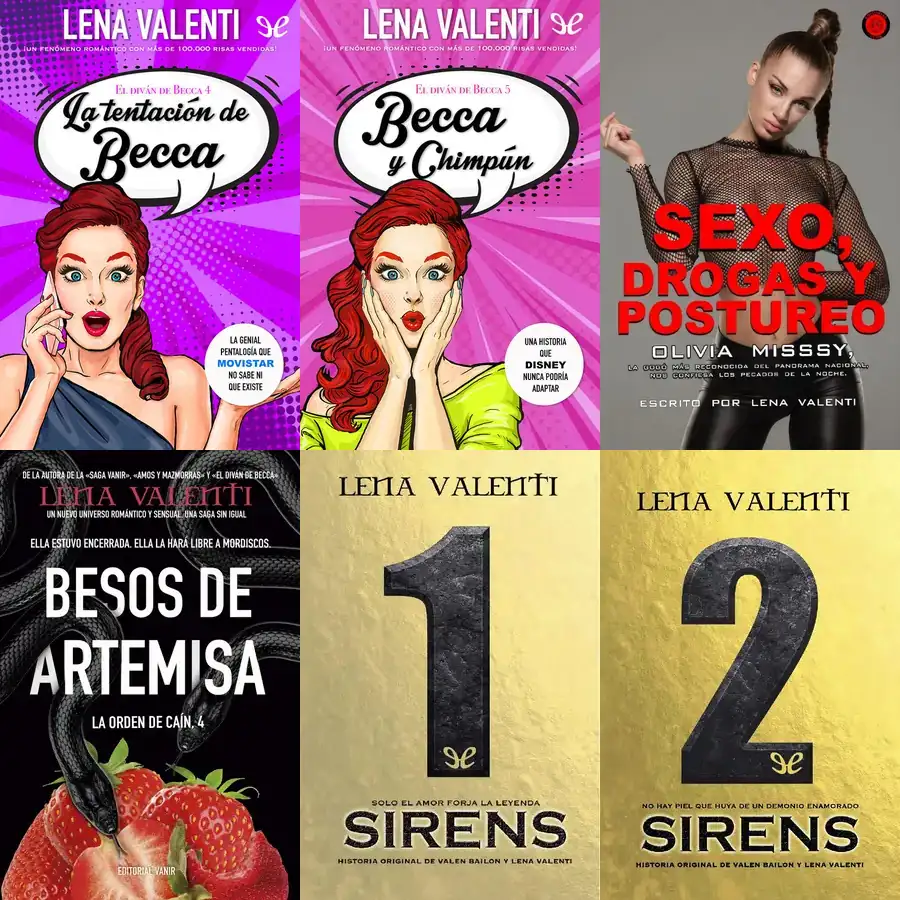 LENA VALENTI
¡UN FENÓMENO ROMÁNTICO CON MÁS DE 100.000 RISAS VENDIDAS!
EL DIVÁN DE BECCA 4
La tentación de
Becca
LA GENIAL
PENTALOGÍA QUE
MOVISTAR
NO SABE NI
QUE EXISTE
LENA VALENTI
¡UN FENÓMENO ROMÁNTICO CON MÁS DE 100.000 RISAS VENDIDAS!
EL DIVÁN DE BECCA 5
Becca
y Chimpún
UNA HISTORIA
QUE
DISNEY
NUNCA PODRÍA
ADAPTAR
SEXO,
DROGAS Y
POSTUREO
OLIVIA MISSSY,
LA GOGÓ MÁS RECONOCIDA DEL PANORAMA NACIONAL,
NOS CONFIESA LOS PECADOS DE LA NOCHE.
ESCRITO POR LENA VALENTI
DE LA AUTORA DE LA «SAGA VANIR», «AMOS Y MAZMORRAS» Y «EL DIVÁN DE BECCA»
LENA VALENTI
UN NUEVO UNIVERSO ROMÁNTICO Y SENSUAL. UNA SAGA SIN IGUAL
ELLA ESTUVO ENCERRADA. ELLA LA HARÁ LIBRE A MORDISCOS.
BESOS DE
ARTEMISA
LA ORDEN DE CAÍN, 4
EDITORIAL VANIR
LENA VALENTI
1
SOLO EL AMOR FORJA LA LEYENDA
SIRENS
HISTORIA ORIGINAL DE VALEN BAILON Y LENA VALENTI
LENA VALENTI
2
NO HAY PIEL QUE HUYA DE UN DEMONIO ENAMORADO
SIRENS
HISTORIA ORIGINAL DE VALEN BAILON Y LENA VALENTI